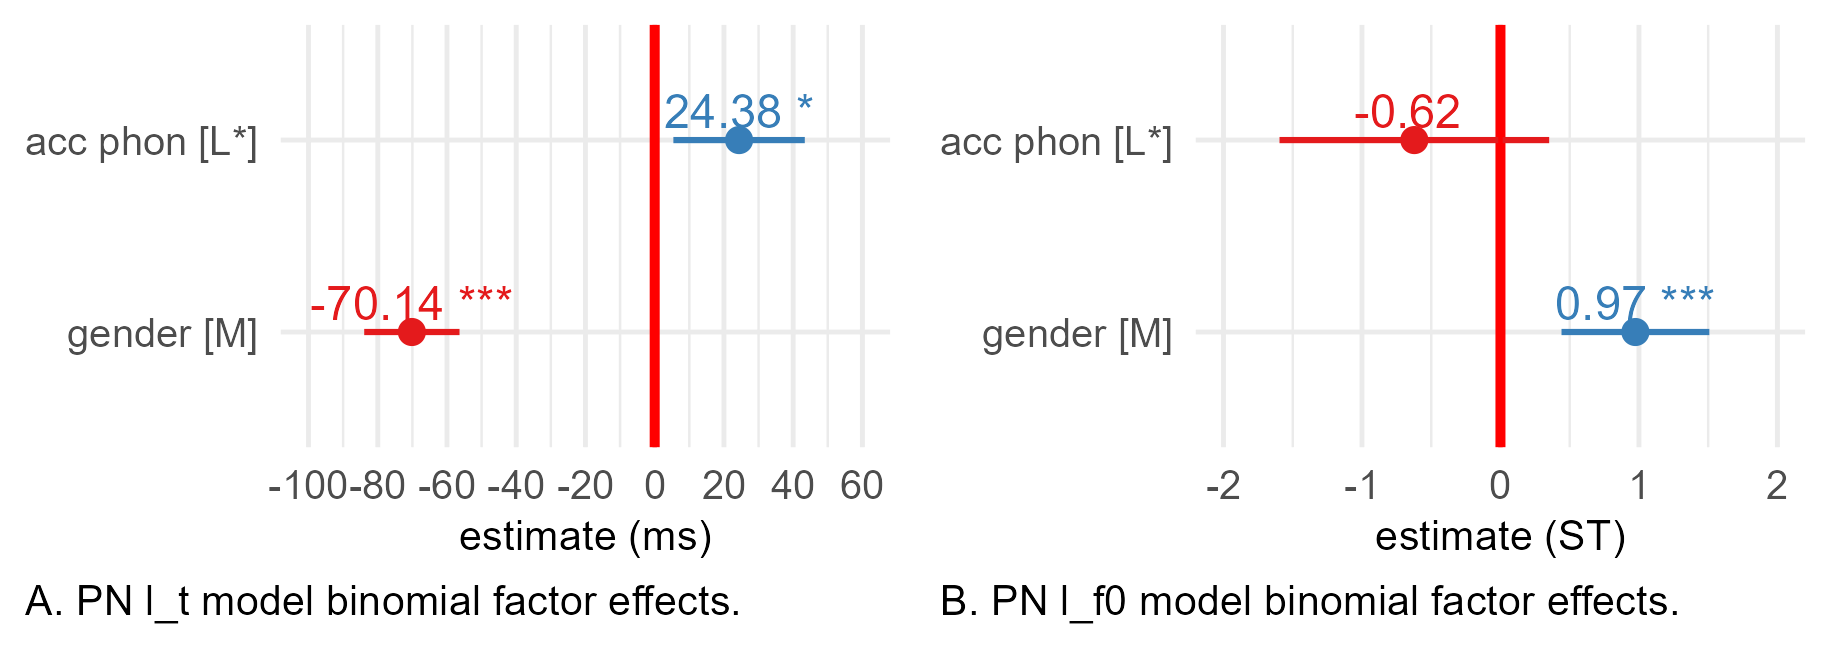 24.38 *
acc phon [L*]
-70.14 ***
gender [M]
-100 -80 -60 -40 -20 0 20 40 60
estimate (ms)
A. PN l_t model binomial factor effects.
-0.62
acc phon [L*]
0.97 ***
gender [M]
-2 -1 0 1 2
estimate (ST)
B. PN l_f0 model binomial factor effects.